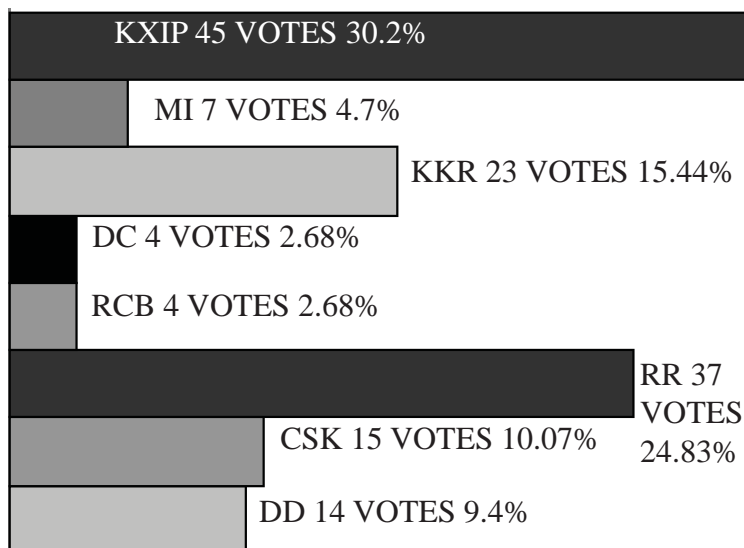 KXIP 45 VOTES 30.2%
MI 7 VOTES 4.7%
KKR 23 VOTES 15.44%
DC 4 VOTES 2.68%
RCB 4 VOTES 2.68%
RR 37
VOTES
24.83%
CSK 15 VOTES 10.07%
DD 14 VOTES 9.4%